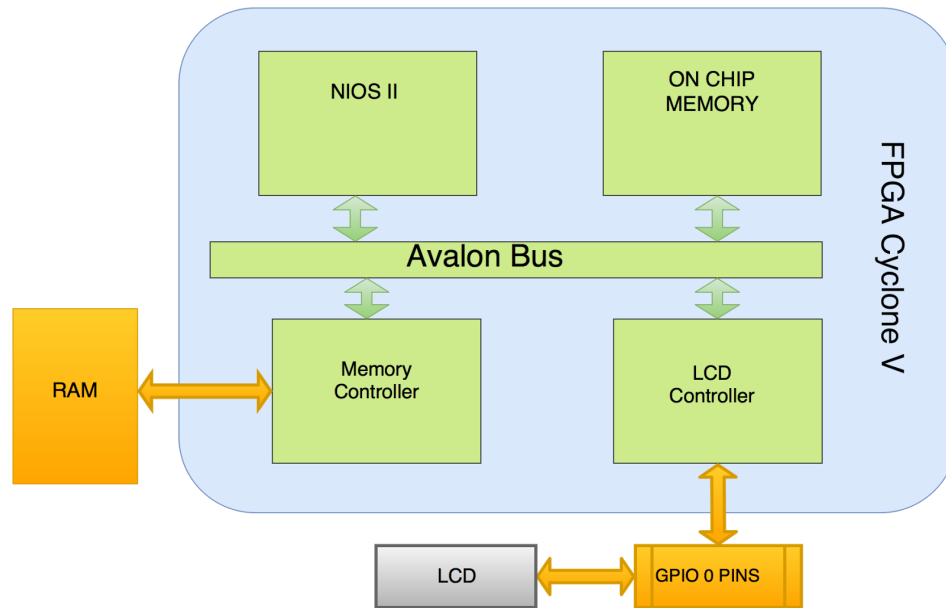 NIOS II
ON CHIP
MEMORY
FPGA Cyclone V
Avalon Bus
RAM
Memory
Controller
LCD
Controller
LCD
GPIO 0 PINS